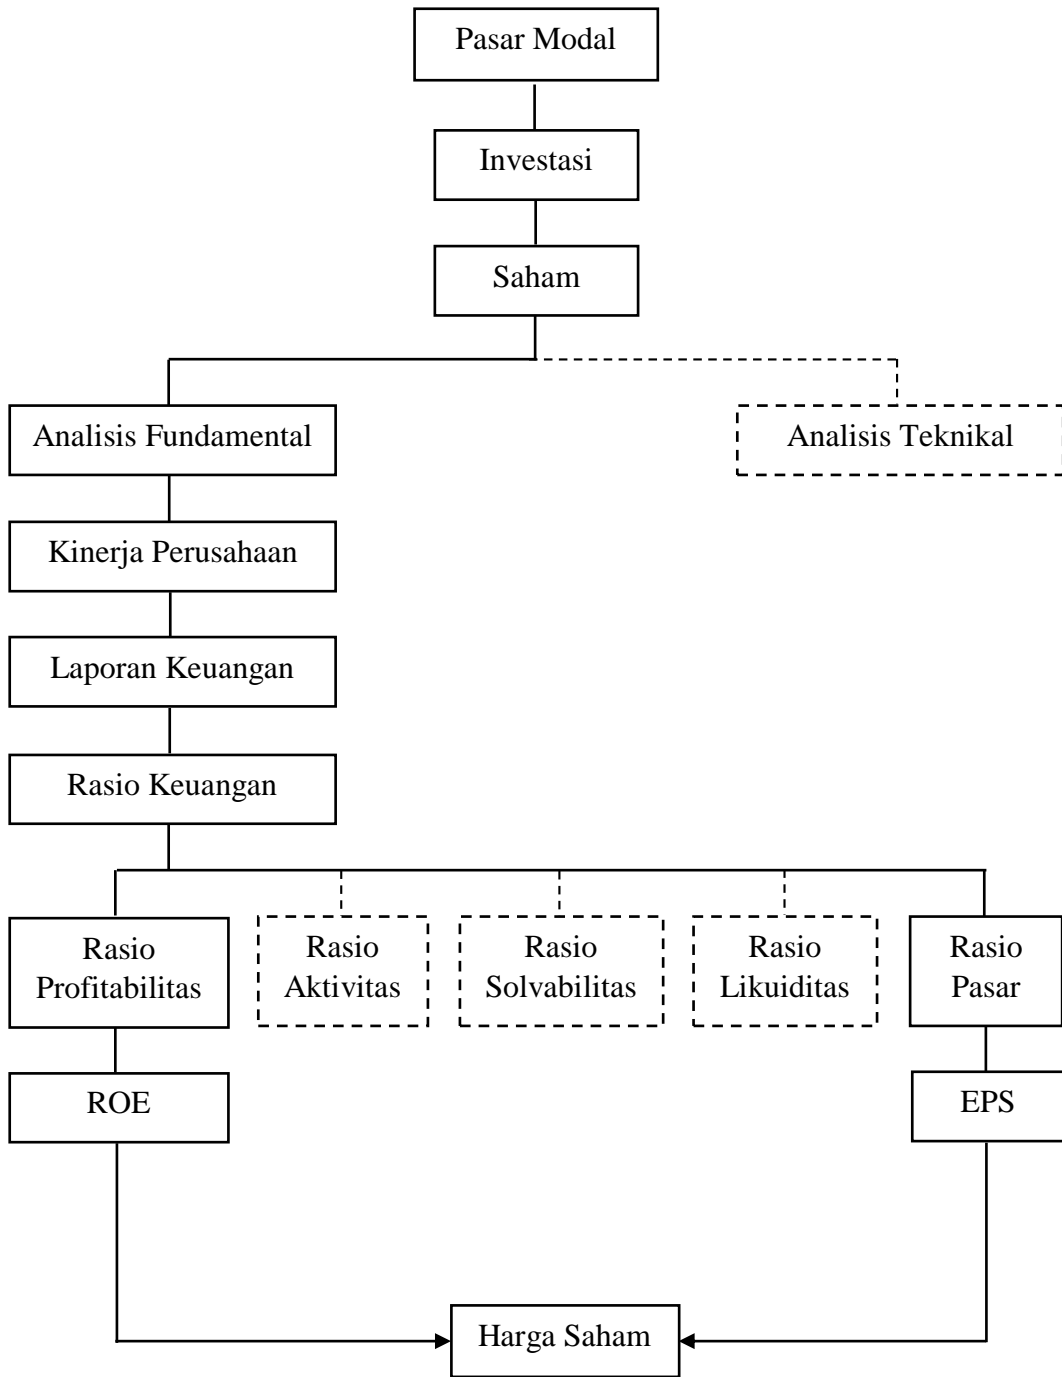 Pasar Modal
Investasi
Saham
Analisis Fundamental
Analisis Teknikal
Kinerja Perusahaan
Laporan Keuangan
Rasio Keuangan
Rasio
Profitabilitas
Rasio
Aktivitas
Rasio
Solvabilitas
Rasio
Likuiditas
Rasio
Pasar
ROE
EPS
Harga Saham